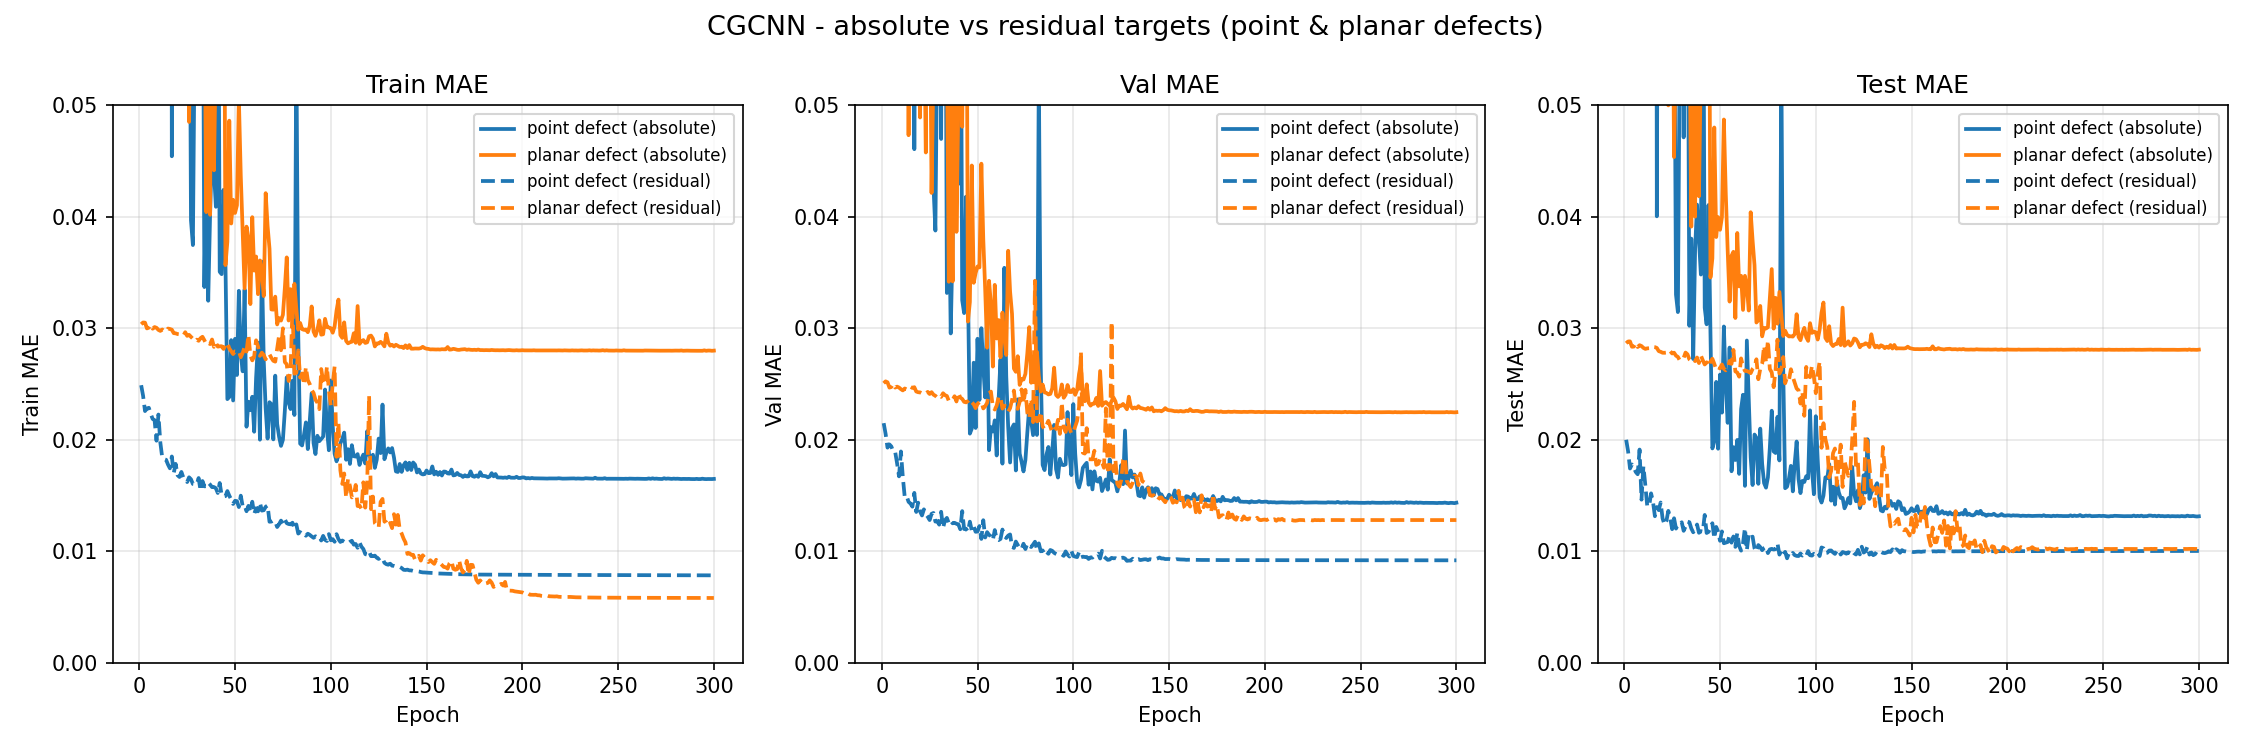 CGCNN - absolute vs residual targets (point & planar defects)
Train MAE
0.05
0.04
0.03
0.02
0.01
0.00
Train MAE
point defect (absolute)
planar defect (absolute)
point defect (residual)
planar defect (residual)
0
50
100
150
200
250
300
Epoch
Val MAE
0.05
0.04
0.03
0.02
0.01
0.00
Val MAE
point defect (absolute)
planar defect (absolute)
point defect (residual)
planar defect (residual)
0
50
100
150
200
250
300
Epoch
Test MAE
0.05
0.04
0.03
0.02
0.01
0.00
Test MAE
point defect (absolute)
planar defect (absolute)
point defect (residual)
planar defect (residual)
0
50
100
150
200
250
300
Epoch